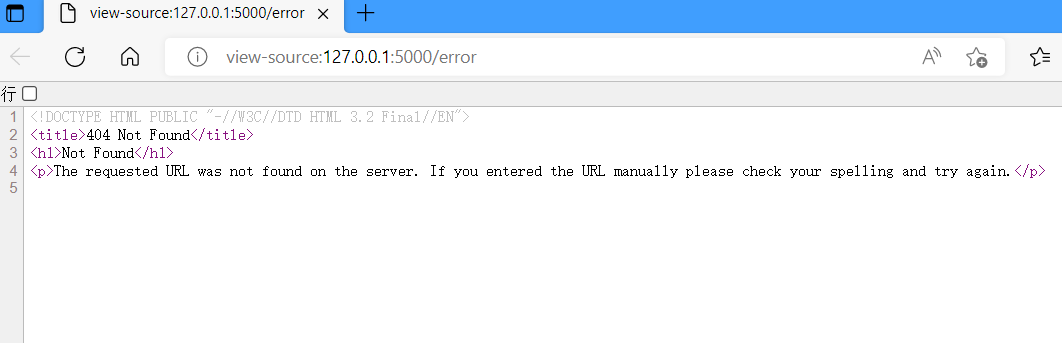 view-source:127.0.0.1:5000/error
view-source:127.0.0.1:5000/error
行
1 <!DOCTYPE HTML PUBLIC "-//W3C//DTD HTML 3.2 Final//EN">
2 <title>404 Not Found</title>
3 <h1>Not Found</h1>
4 <p>The requested URL was not found on the server. If you entered the URL manually please check your spelling and try again.</p>
5